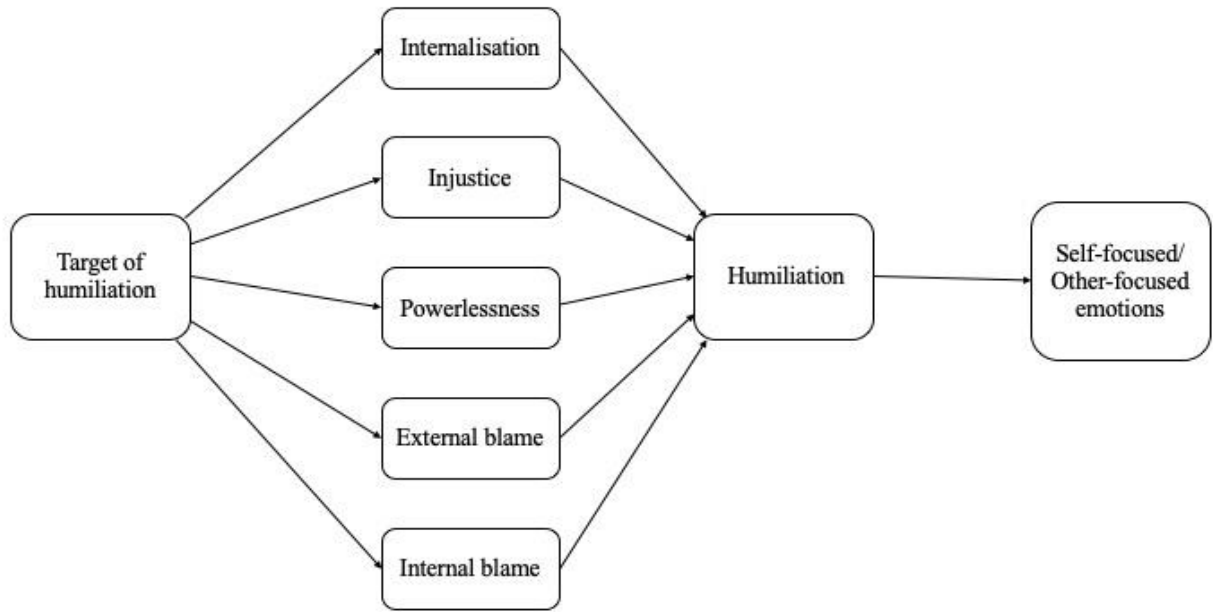 Target of
humiliation
Internalisation
Injustice
Powerlessness
External blame
Internal blame
Humiliation
Self-focused/
Other-focused
emotions